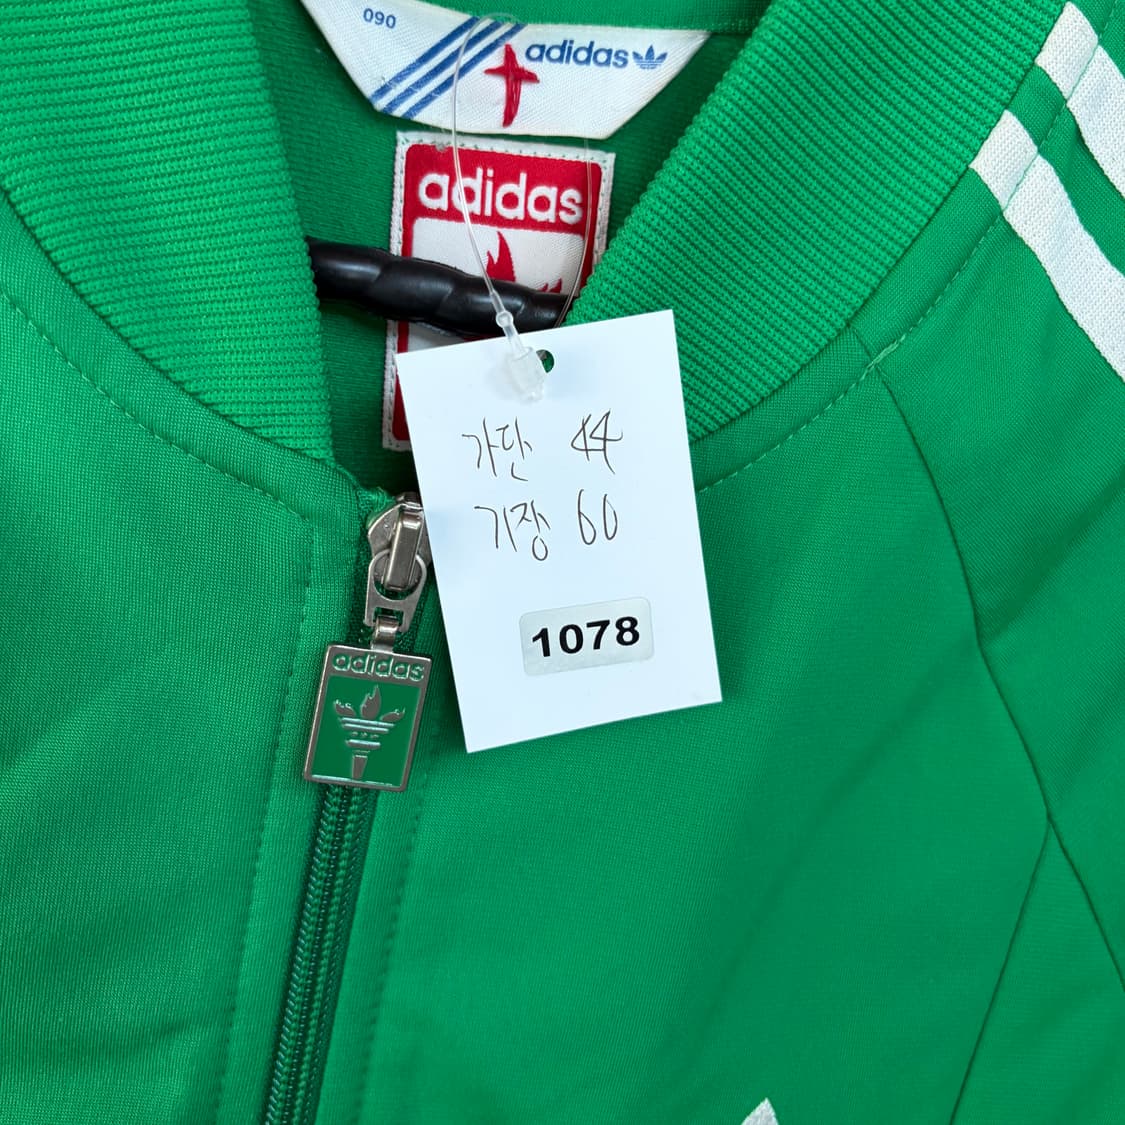 090
adidas
adidas
가단 44
기장 60
1078
adidas